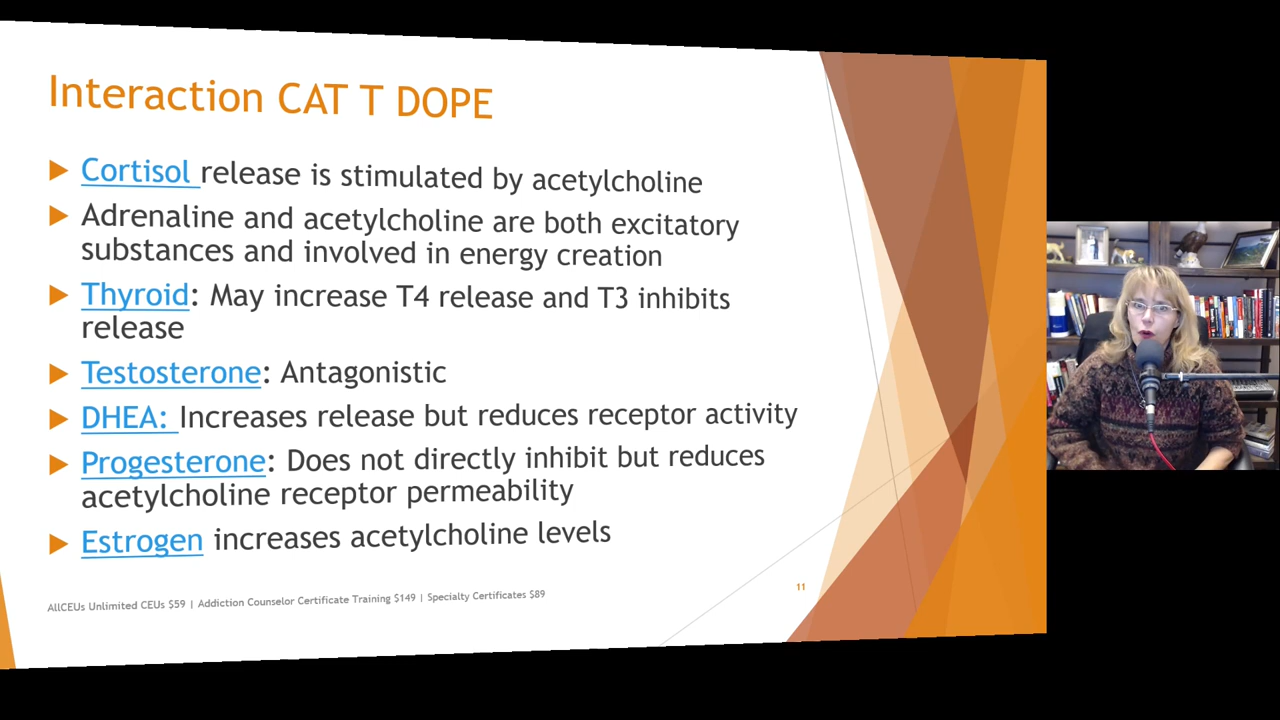 Interaction CAT T DOPE
Cortisol release is stimulated by acetylcholine
Adrenaline and acetylcholine are both excitatory
substances and involved in energy creation
Thyroid: May increase T4 release and T3 inhibits
release
Testosterone: Antagonistic
DHEA: Increases release but reduces receptor activity
Progesterone: Does not directly inhibit but reduces
acetylcholine receptor permeability
Estrogen increases acetylcholine levels
AllCEUs Unlimited CEUs $59 | Addiction Counselor Certificate Training $149 | Specialty Certificates $89
11